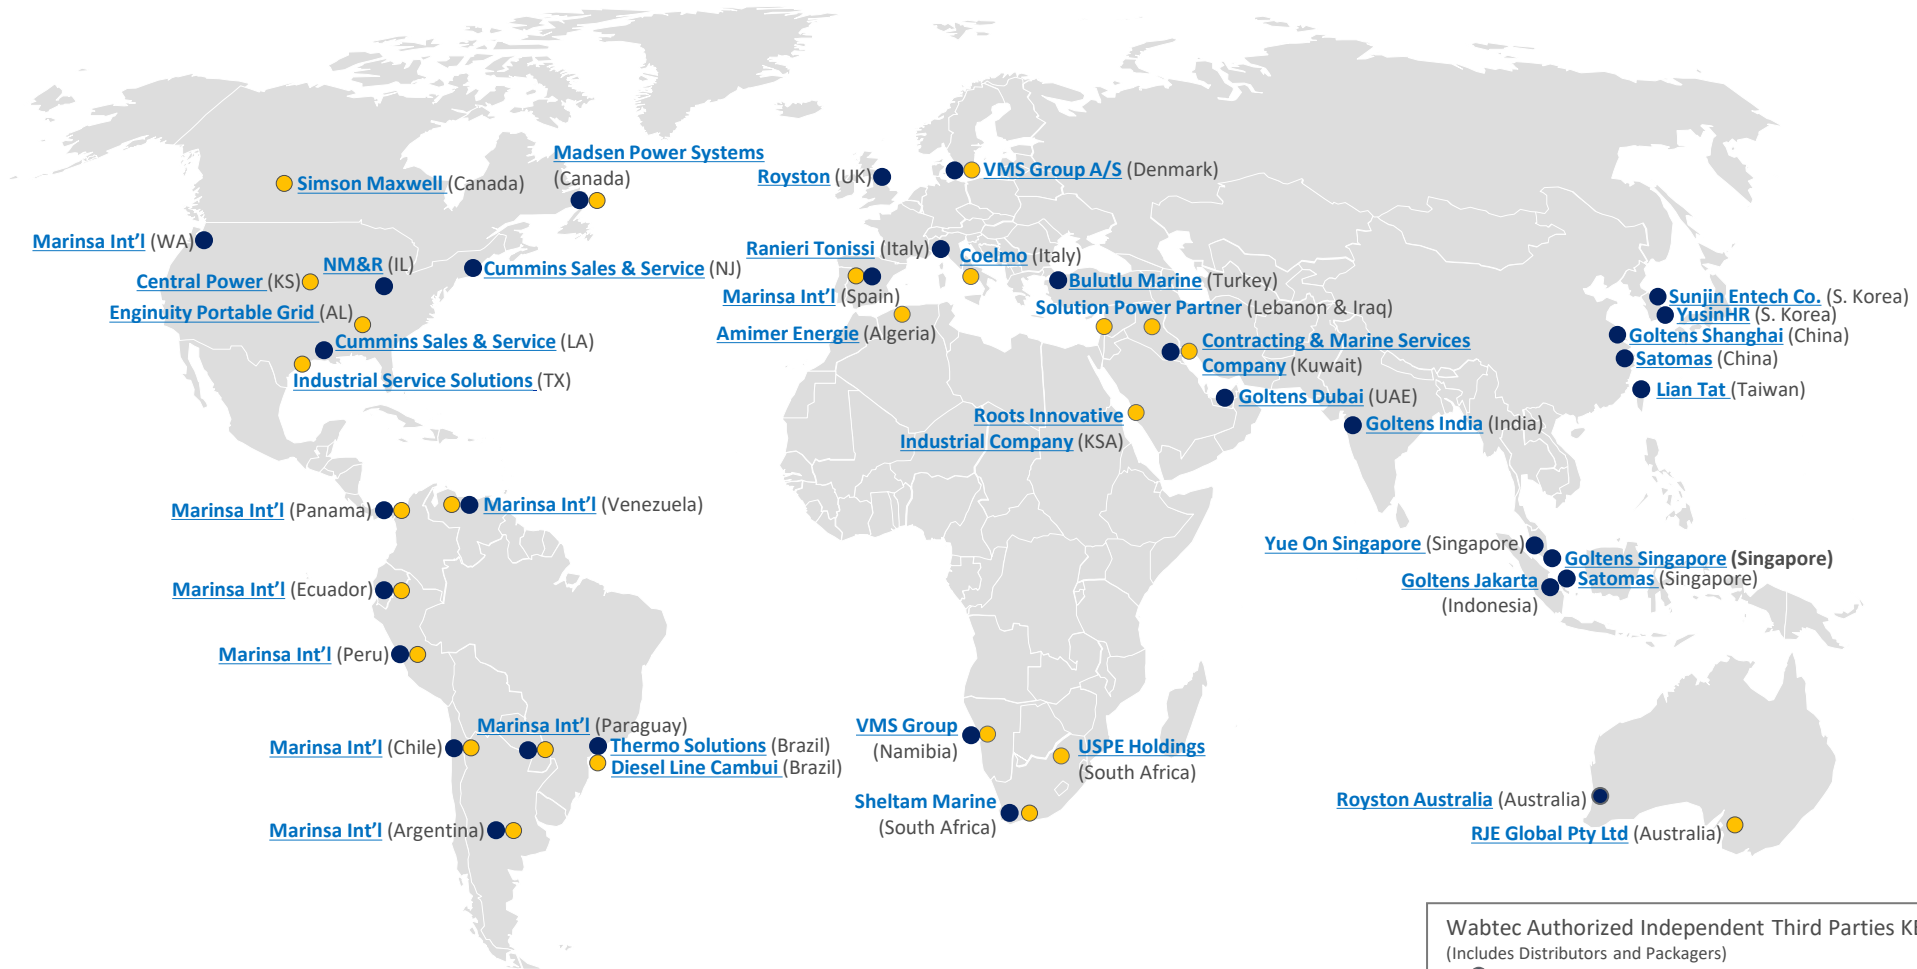 Madsen Power Systems
(Canada)
Simson Maxwell (Canada)
Royston (UK)
VMS Group A/S (Denmark)
Marinsa Int'l (WA)
NM&R (IL)
Cummins Sales & Service (NJ)
Central Power (KS)
Enginuity Portable Grid (AL)
Cummins Sales & Service (LA)
Industrial Service Solutions (TX)
Ranieri Tonissi (Italy)
Coelmo (Italy)
Marinsa Int'l (Spain)
Bulutlu Marine (Turkey)
Amimer Energie (Algeria)
Solution Power Partner (Lebanon & Iraq)
Contracting & Marine Services
Company (Kuwait)
Goltens Dubai (UAE)
Roots Innovative
Industrial Company (KSA)
Goltens India (India)
Sunjin Entech Co. (S. Korea)
YusinHR (S. Korea)
Goltens Shanghai (China)
Satomas (China)
Lian Tat (Taiwan)
Marinsa Int'l (Panama)
Marinsa Int'l (Venezuela)
Yue On Singapore (Singapore)
Goltens Singapore (Singapore)
Satomas (Singapore)
Goltens Jakarta
(Indonesia)
Marinsa Int'l (Ecuador)
Marinsa Int'l (Peru)
Marinsa Int'l (Paraguay)
Marinsa Int'l (Chile)
Thermo Solutions (Brazil)
Diesel Line Cambui (Brazil)
VMS Group
(Namibia)
USPE Holdings
(South Africa)
Sheltam Marine
(South Africa)
Marinsa Int'l (Argentina)
Royston Australia (Australia)
RJE Global Pty Ltd (Australia)
Wabtec Authorized Independent Third Parties
(Includes Distributors and Packagers)